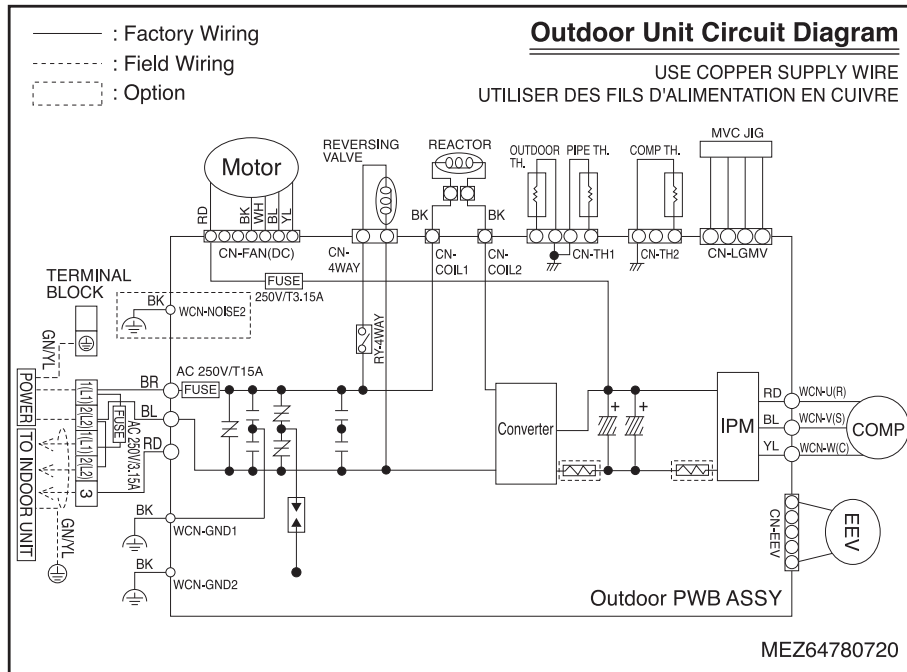 : Factory Wiring
: Field Wiring
: Option
Outdoor Unit Circuit Diagram
USE COPPER SUPPLY WIRE
UTILISER DES FILS D'ALIMENTATION EN CUIVRE
Motor
REVERSING
VALVE
REACTOR
OUTDOOR
TH.
PIPE TH.
COMP TH.
MVC JIG
RD
BK
WH
BL
YL
BK
BK
CN-FAN(DC)
CN-
4WAY
CN-
COIL1
CN-
COIL2
CN-TH1
CN-TH2
CN-LGMV
FUSE
250V/T3.15A
TERMINAL
BLOCK
BK
WCN-NOISE2
GN/YL
RY-4WAY
POWER
TO INDOOR UNIT
1(L1)
2(L2)
1(L1)
2(L2)
3
FUSE
AC 250V/3.15A
BR
BL
RD
AC 250V/T15A
FUSE
Converter
IPM
RD
WCN-U(R)
BL
WCN-V(S)
YL
WCN-W(C)
COMP
GN/YL
BK
WCN-GND1
BK
WCN-GND2
CN-EEV
EEV
Outdoor PWB ASSY
MEZ64780720